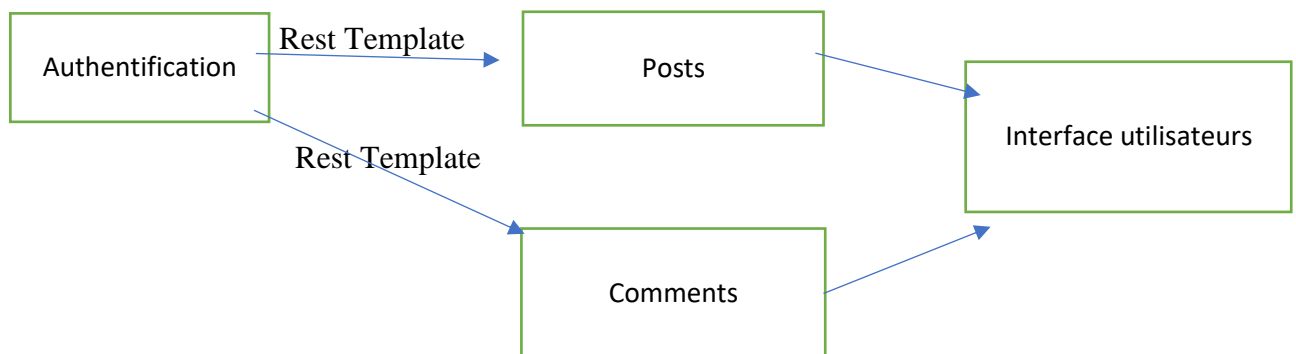 Rest Template
Authentification
Posts
Interface utilisateurs
Rest Template
Comments